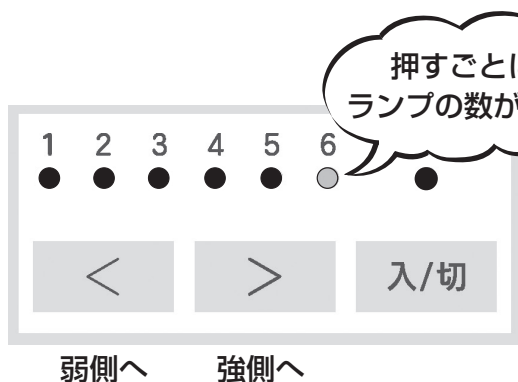 押すごとに
ランプの数が
1 2 3 4 5 6
< > 入/切
弱側へ 強側へ